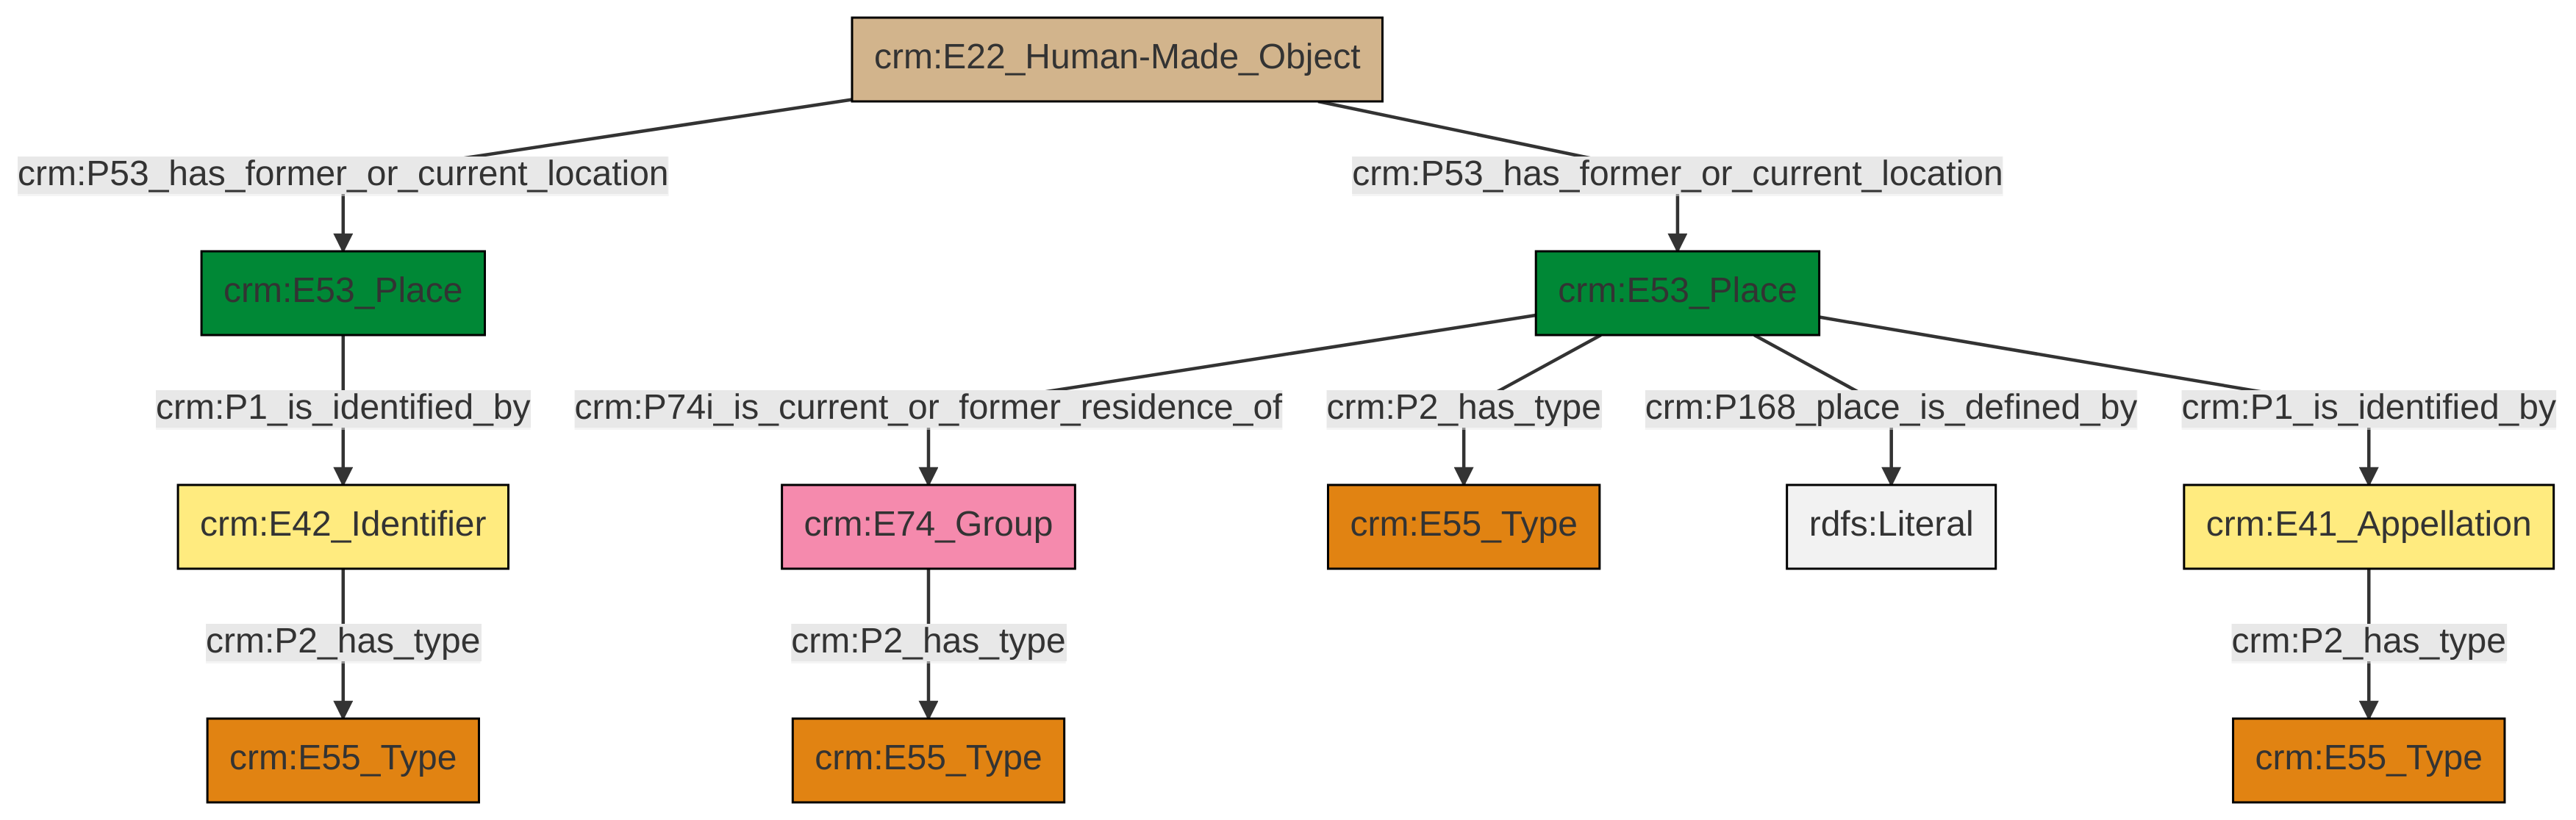 crm:E22_Human-Made_Object
crm:P53_has_former_or_current_location
crm:P53_has_former_or_current_location
crm:E53_Place
crm:E53_Place
crm:P1_is_identified_by
crm:P74i_is_current_or_former_residence_of
crm:P2_has_type
crm:P168_place_is_defined_by
crm:P1_is_identified_by
crm:E42_Identifier
crm:E74_Group
crm:E55_Type
rdfs:Literal
crm:E41_Appellation
crm:P2_has_type
crm:P2_has_type
crm:P2_has_type
crm:E55_Type
crm:E55_Type
crm:E55_Type